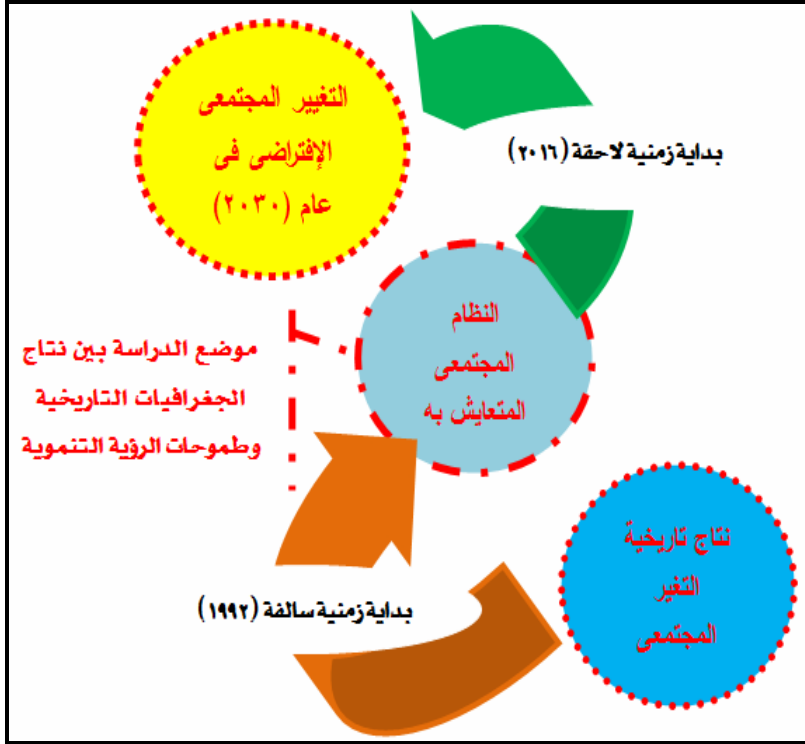 التغيير المجتمعى
الإفتراضى فى
عام (٢٠٣٠)
بداية زمنية لاحقة (٢٠١٦)
النظام
المجتمعى
المتعايش به
موضع الدراسة بين نتاج
الجغرافيات التاريخية
وطموحات الرؤية التنموية
نتاج تاريخية
التغير
المجتمعى
بداية زمنية سالفة (١٩٩٢)